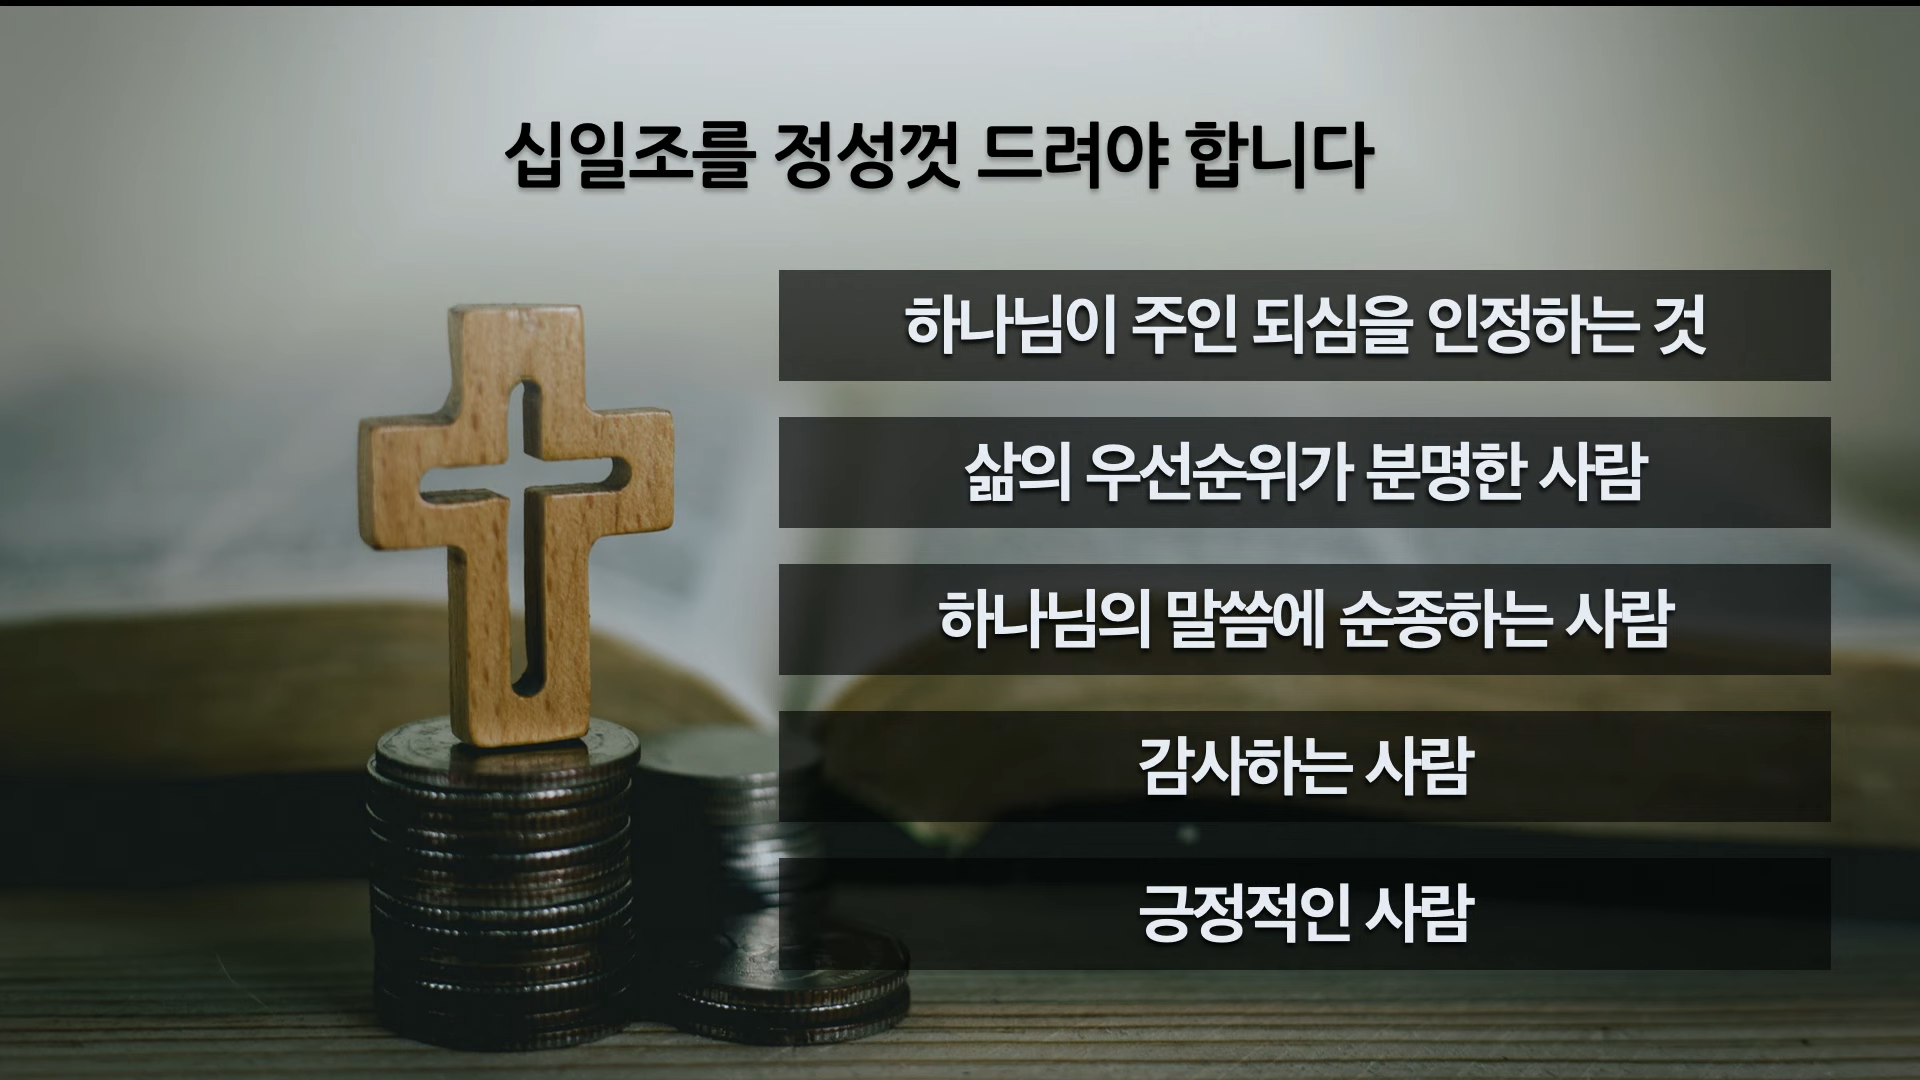 십일조를 정성껏 드려야 합니다
하나님이 주인 되심을 인정하는 것
삶의 우선순위가 분명한 사람
하나님의 말씀에 순종하는 사람
감사하는 사람
긍정적인 사람